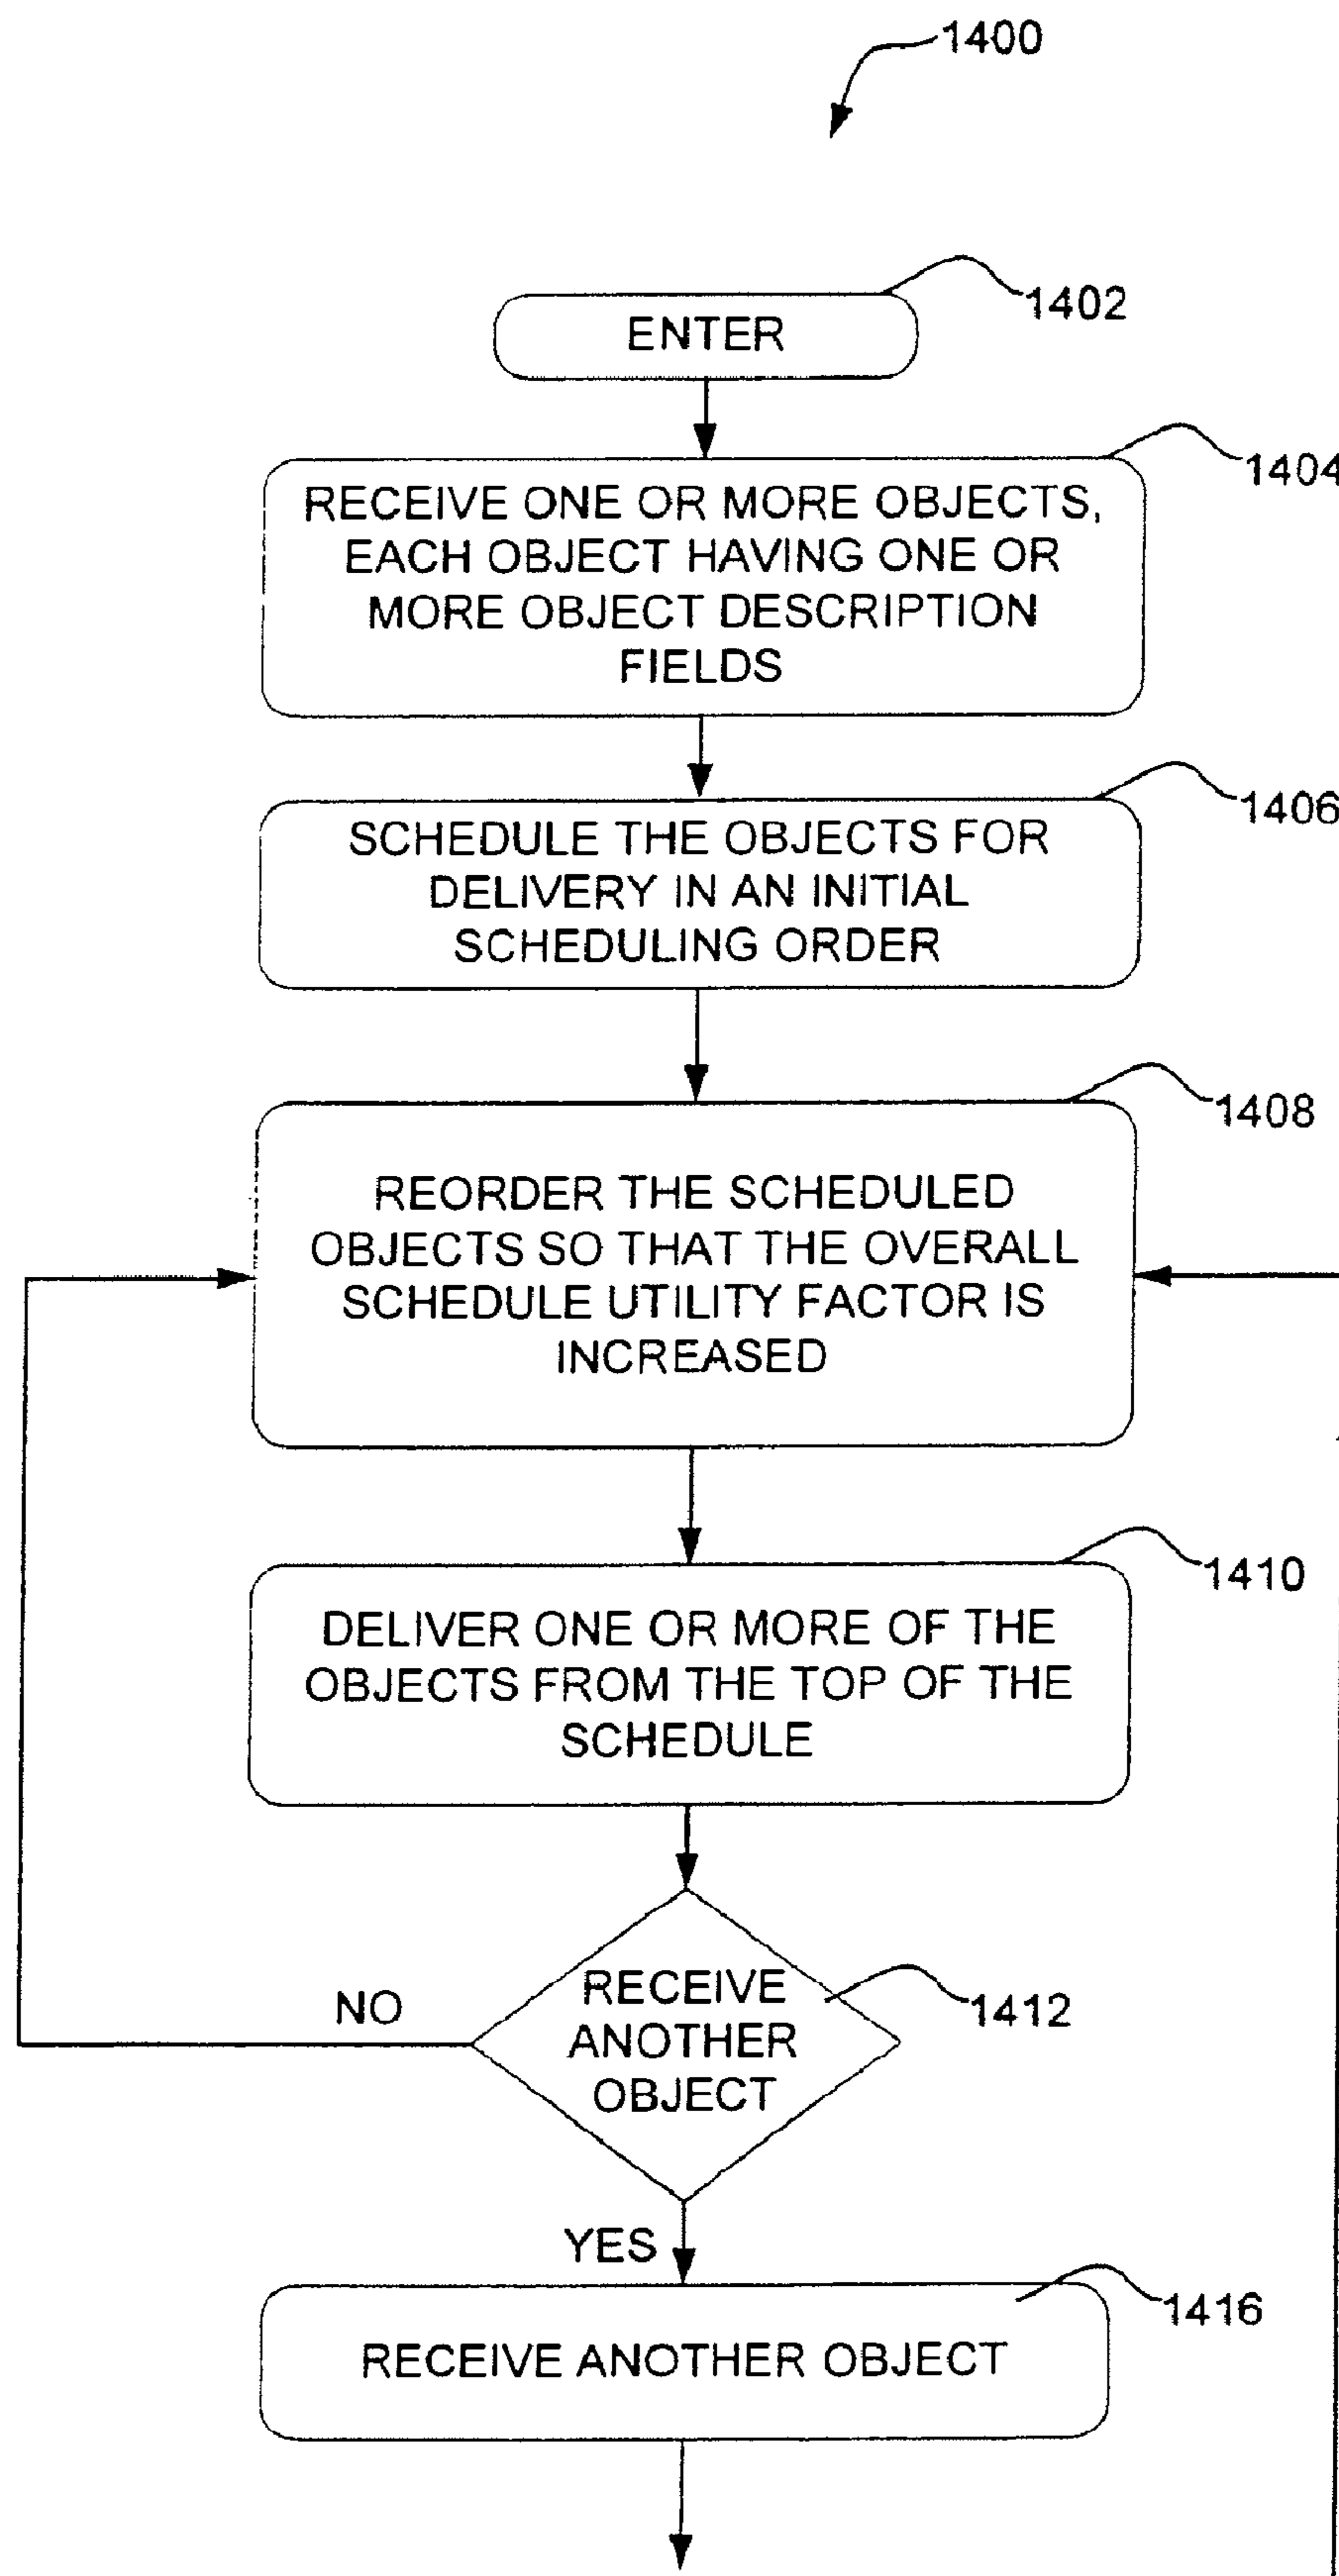 1400
1402
ENTER
1404
RECEIVE ONE OR MORE OBJECTS,
EACH OBJECT HAVING ONE OR
MORE OBJECT DESCRIPTION
FIELDS
1406
SCHEDULE THE OBJECTS FOR
DELIVERY IN AN INITIAL
SCHEDULING ORDER
1408
REORDER THE SCHEDULED
OBJECTS SO THAT THE OVERALL
SCHEDULE UTILITY FACTOR IS
INCREASED
1410
DELIVER ONE OR MORE OF THE
OBJECTS FROM THE TOP OF THE
SCHEDULE
1412
RECEIVE
ANOTHER
OBJECT
NO
YES
1416
RECEIVE ANOTHER OBJECT